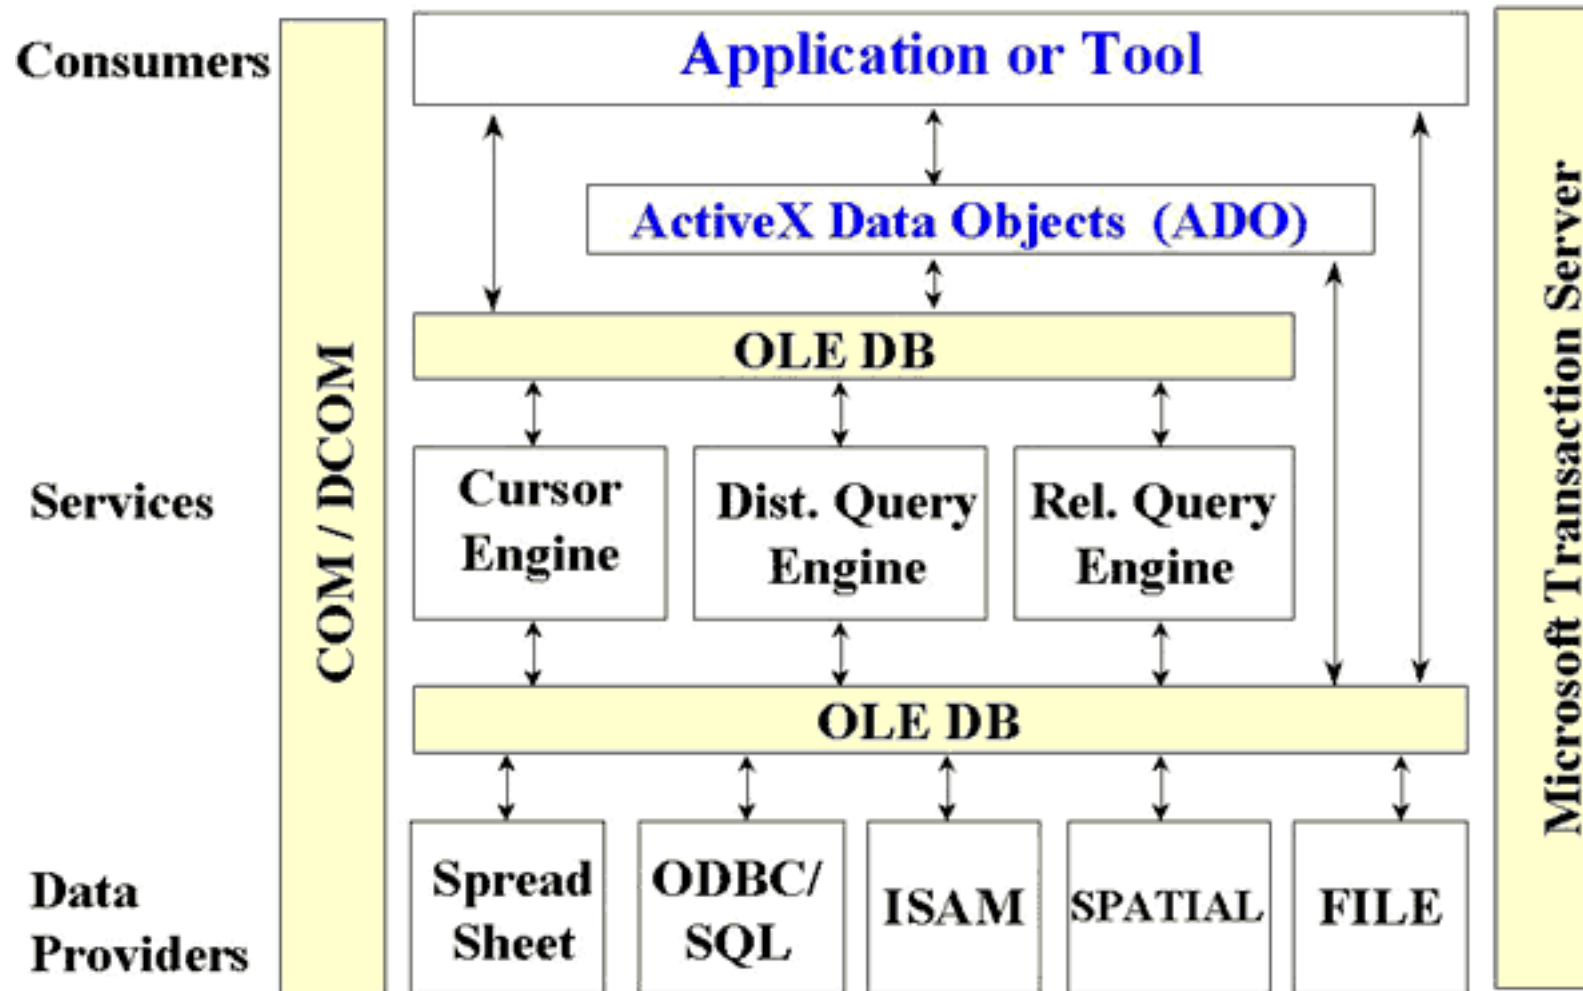 Consumers
Application or Tool
ActiveX Data Objects (ADO)
OLE DB
Services
COM / DCOM
Cursor
Engine
Dist. Query
Engine
Rel. Query
Engine
Microsoft Transaction Server
OLE DB
Data
Providers
Spread
Sheet
ODBC/
SQL
ISAM
SPATIAL
FILE